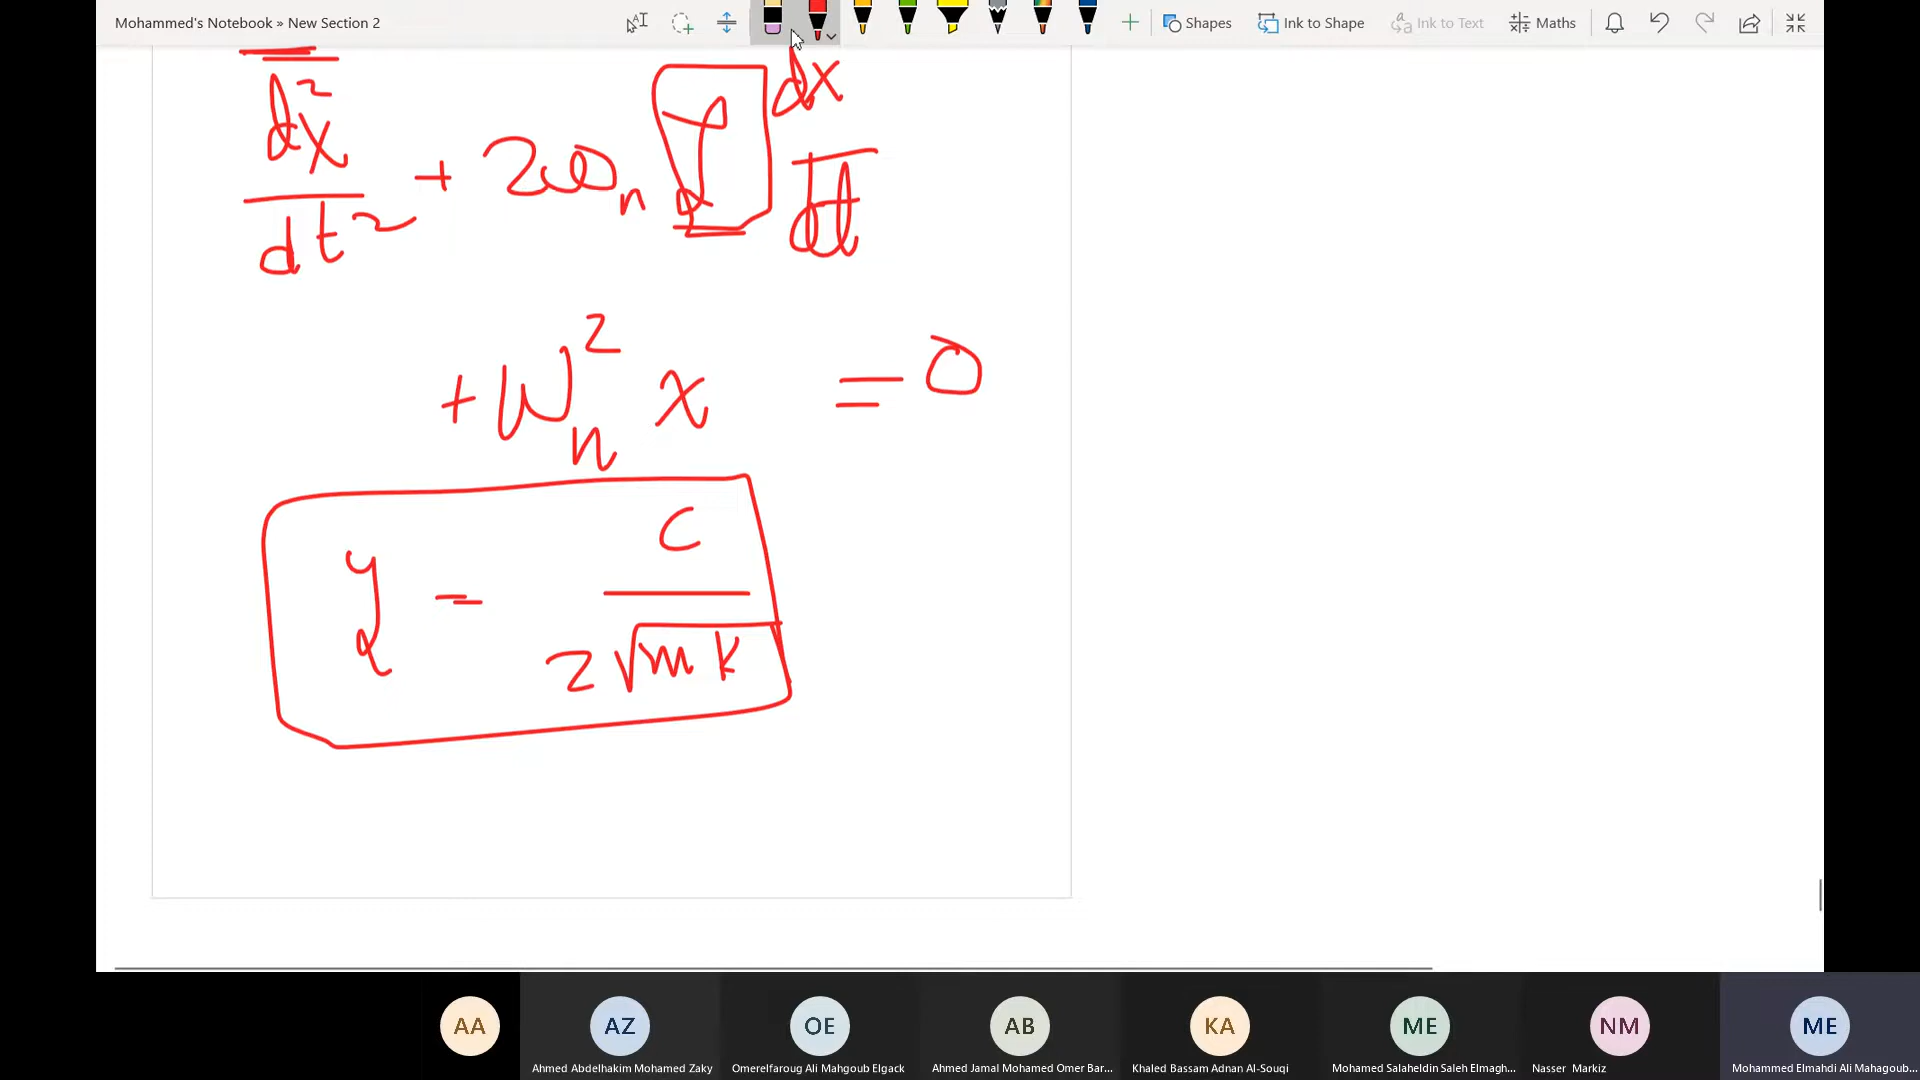 Mohammed's Notebook » New Section 2
Shapes
Ink to Shape
Ink to Text
Maths
d²x/dt² + 2ωn ζ dx/dt
+ ωn² x = 0
ζ = c / 2√mk
AA
AZ
OE
AB
KA
ME
NM
ME
Ahmed Abdelhakim Mohamed Zaky
Omerelfaroug Ali Mahgoub Elgack
Ahmed Jamal Mohamed Omer Bar...
Khaled Bassam Adnan Al-Souqi
Mohamed Salaheldin Saleh Elmagh...
Nasser Markiz
Mohammed Elmahdi Ali Mahagoub...